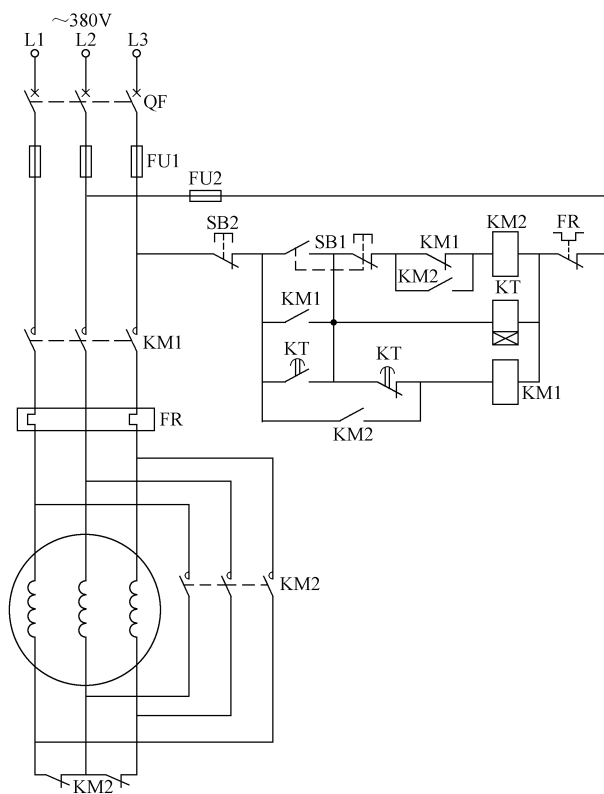 ~380V
L1 L2 L3
QF
FU1
FU2
SB2 SB1 KM1 KM2 FR
KM2 KT
KM1
KM1
KT KT
KM1
KM2
FR
KM2
KM2